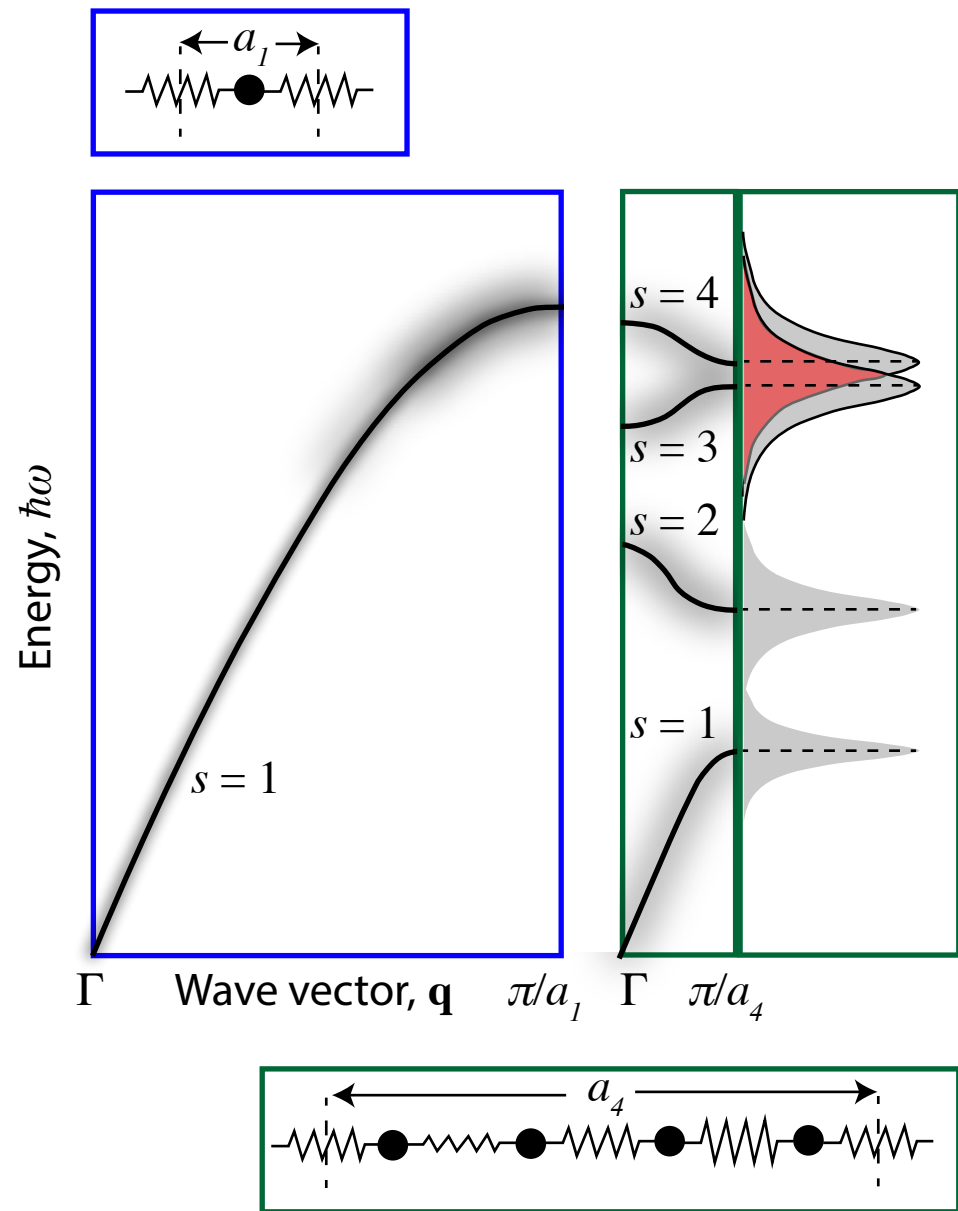 a₁
Energy, ħω
s = 1
s = 4
s = 3
s = 2
s = 1
Γ Wave vector, q π/a₁
Γ π/a₄
a₄